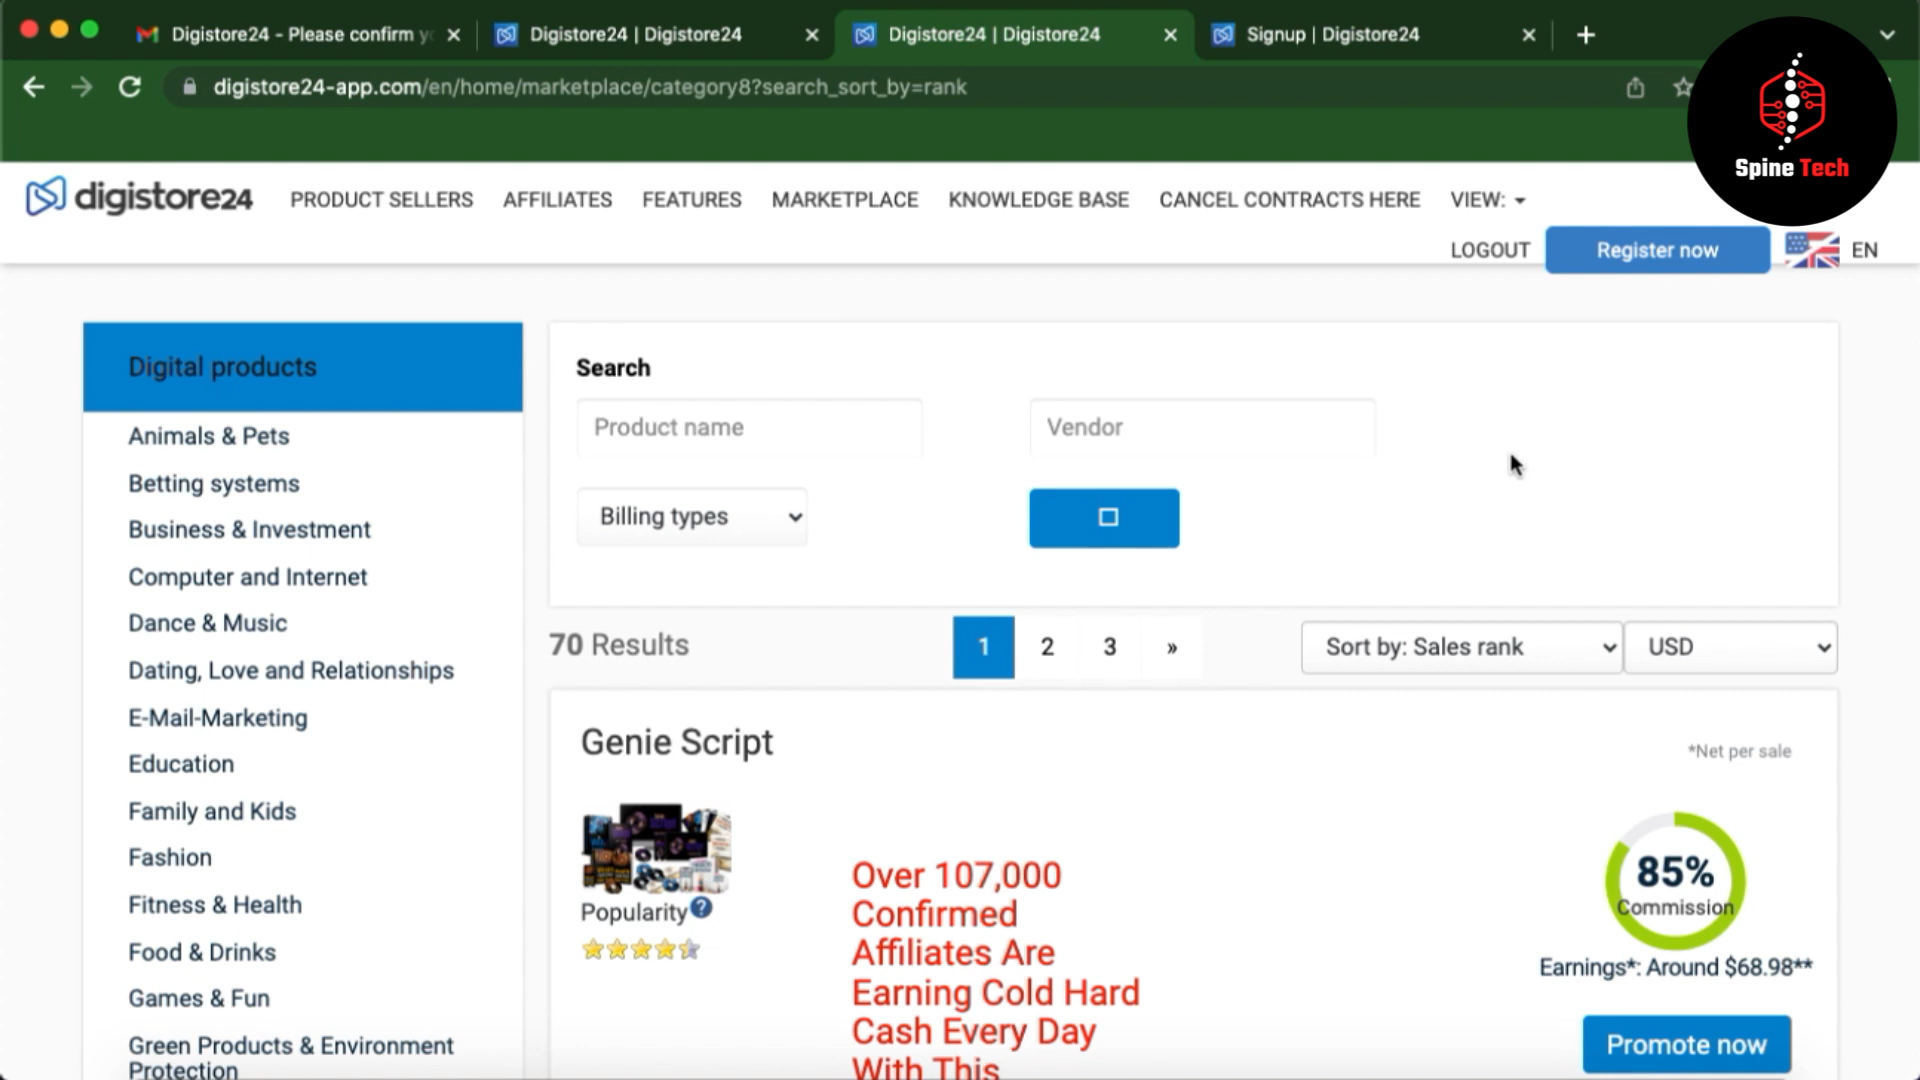 Digistore24 - Please confirm y
Digistore24 | Digistore24
Digistore24 | Digistore24
Signup | Digistore24
digistore24-app.com/en/home/marketplace/category8?search_sort_by=rank
Spine Tech
digistore24
PRODUCT SELLERS
AFFILIATES
FEATURES
MARKETPLACE
KNOWLEDGE BASE
CANCEL CONTRACTS HERE
VIEW:
LOGOUT
Register now
EN
Digital products
Animals & Pets
Betting systems
Business & Investment
Computer and Internet
Dance & Music
Dating, Love and Relationships
E-Mail-Marketing
Education
Family and Kids
Fashion
Fitness & Health
Food & Drinks
Games & Fun
Green Products & Environment
Protection
Search
Product name
Vendor
Billing types
70 Results
1 2 3 »
Sort by: Sales rank
USD
Genie Script
*Net per sale
Popularity ?
Over 107,000
Confirmed
Affiliates Are
Earning Cold Hard
Cash Every Day
With This
85%
Commission
Earnings*: Around $68.98**
Promote now